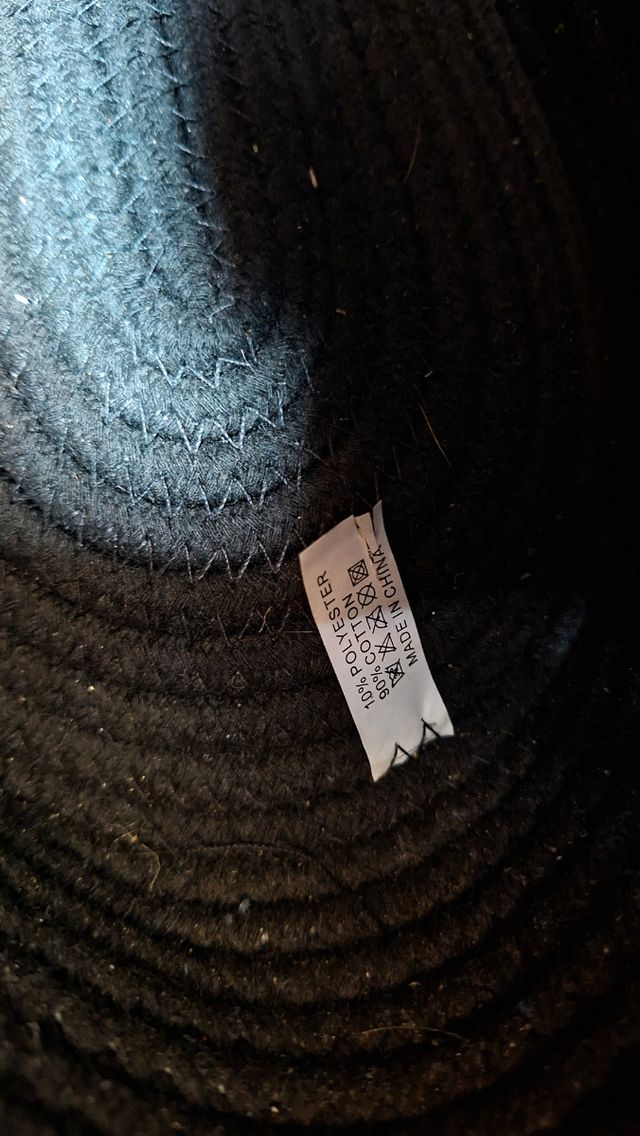 10% POLYESTER
90% COTTON
MADE IN CHINA